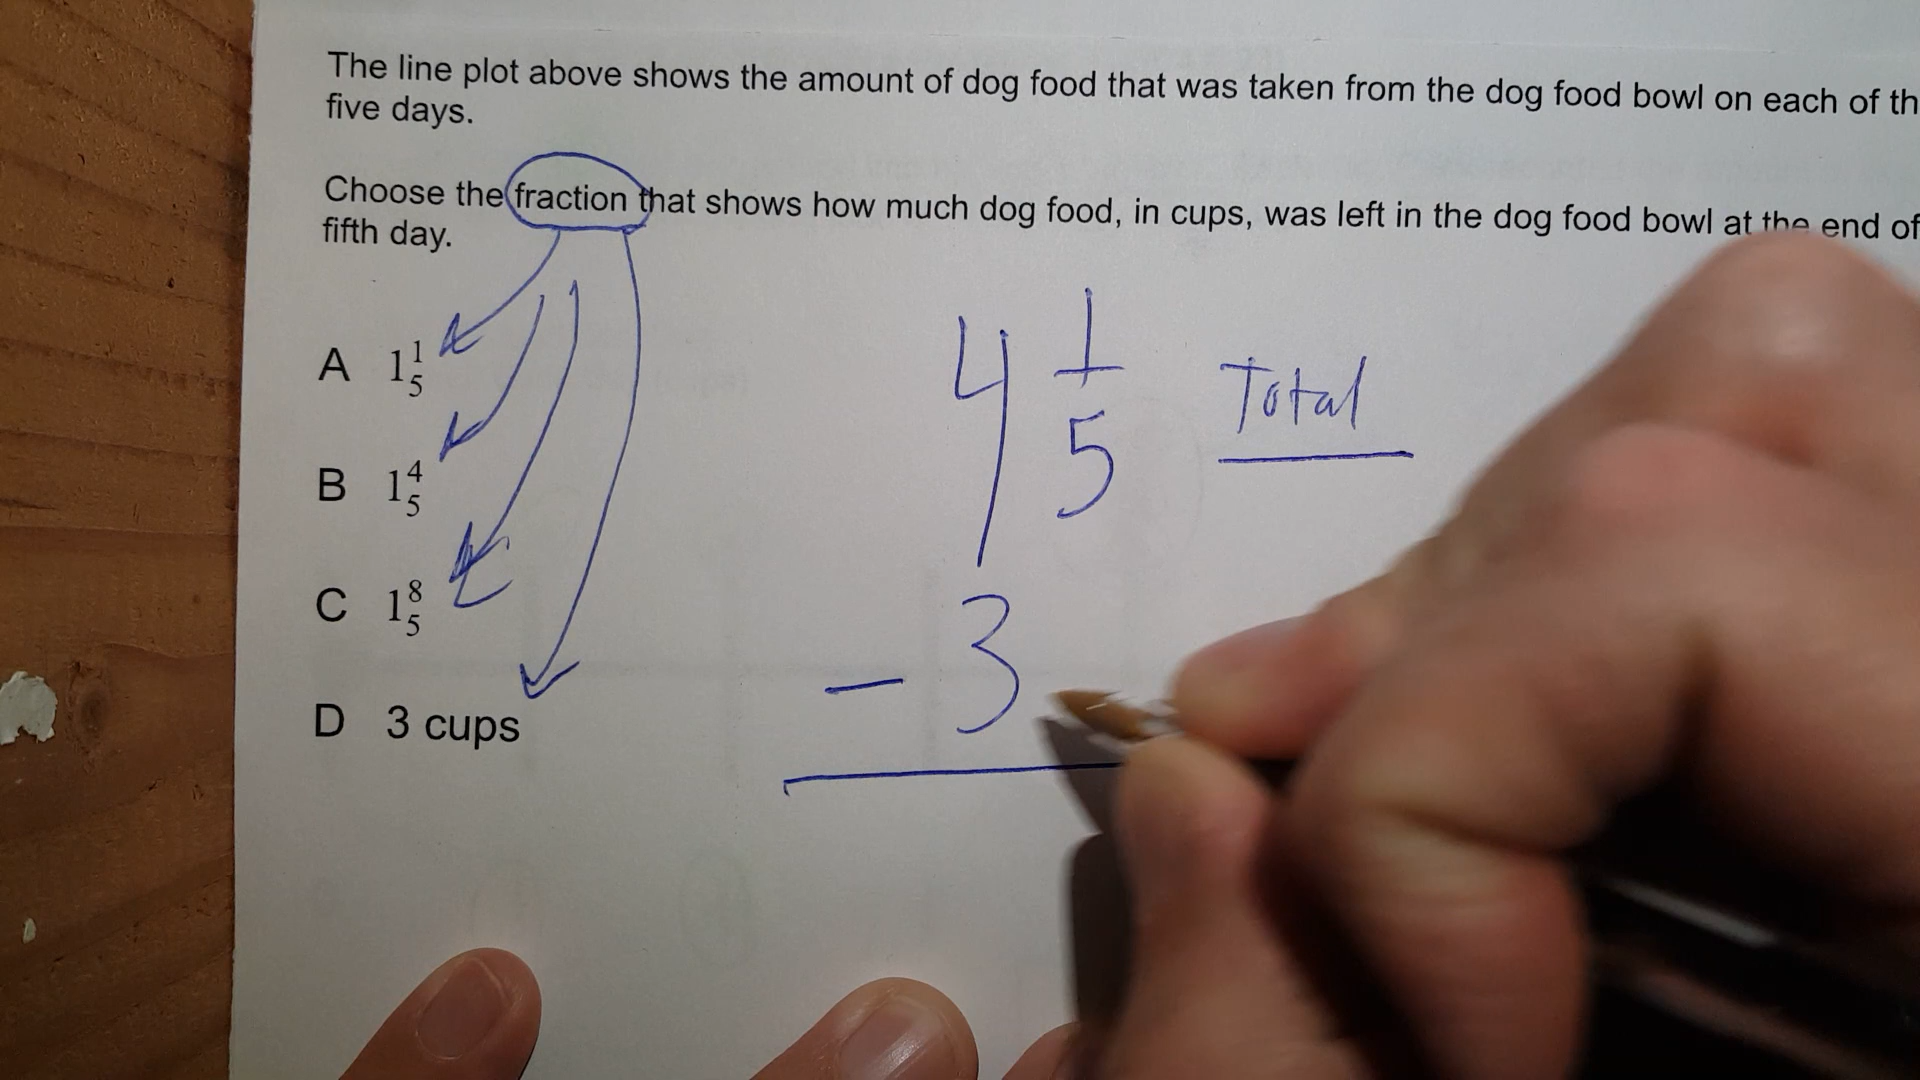 The line plot above shows the amount of dog food that was taken from the dog food bowl on each of th
five days.
Choose the fraction that shows how much dog food, in cups, was left in the dog food bowl at the end of
fifth day.
A 1 1/5
B 1 4/5
C 1 8/5
D 3 cups
4 1/5 Total
- 3